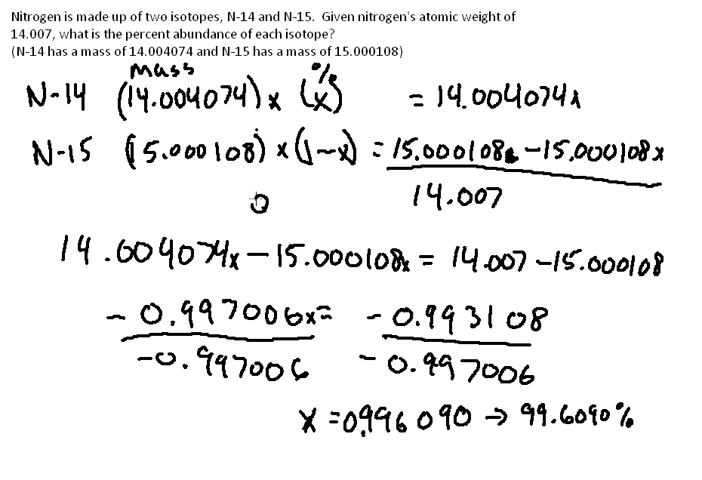 Nitrogen is made up of two isotopes, N-14 and N-15. Given nitrogen's atomic weight of
14.007, what is the percent abundance of each isotope?
(N-14 has a mass of 14.004074 and N-15 has a mass of 15.000108)
mass %
N-14 (14.004074) x (x) = 14.004074x
N-15 (15.000108) x (1-x) = 15.000108 - 15.000108x
14.007
14.004074x - 15.000108x = 14.007 - 15.000108
- 0.997006x = - 0.993108
-0.997006 - 0.997006
x = 0.996090 → 99.6090%